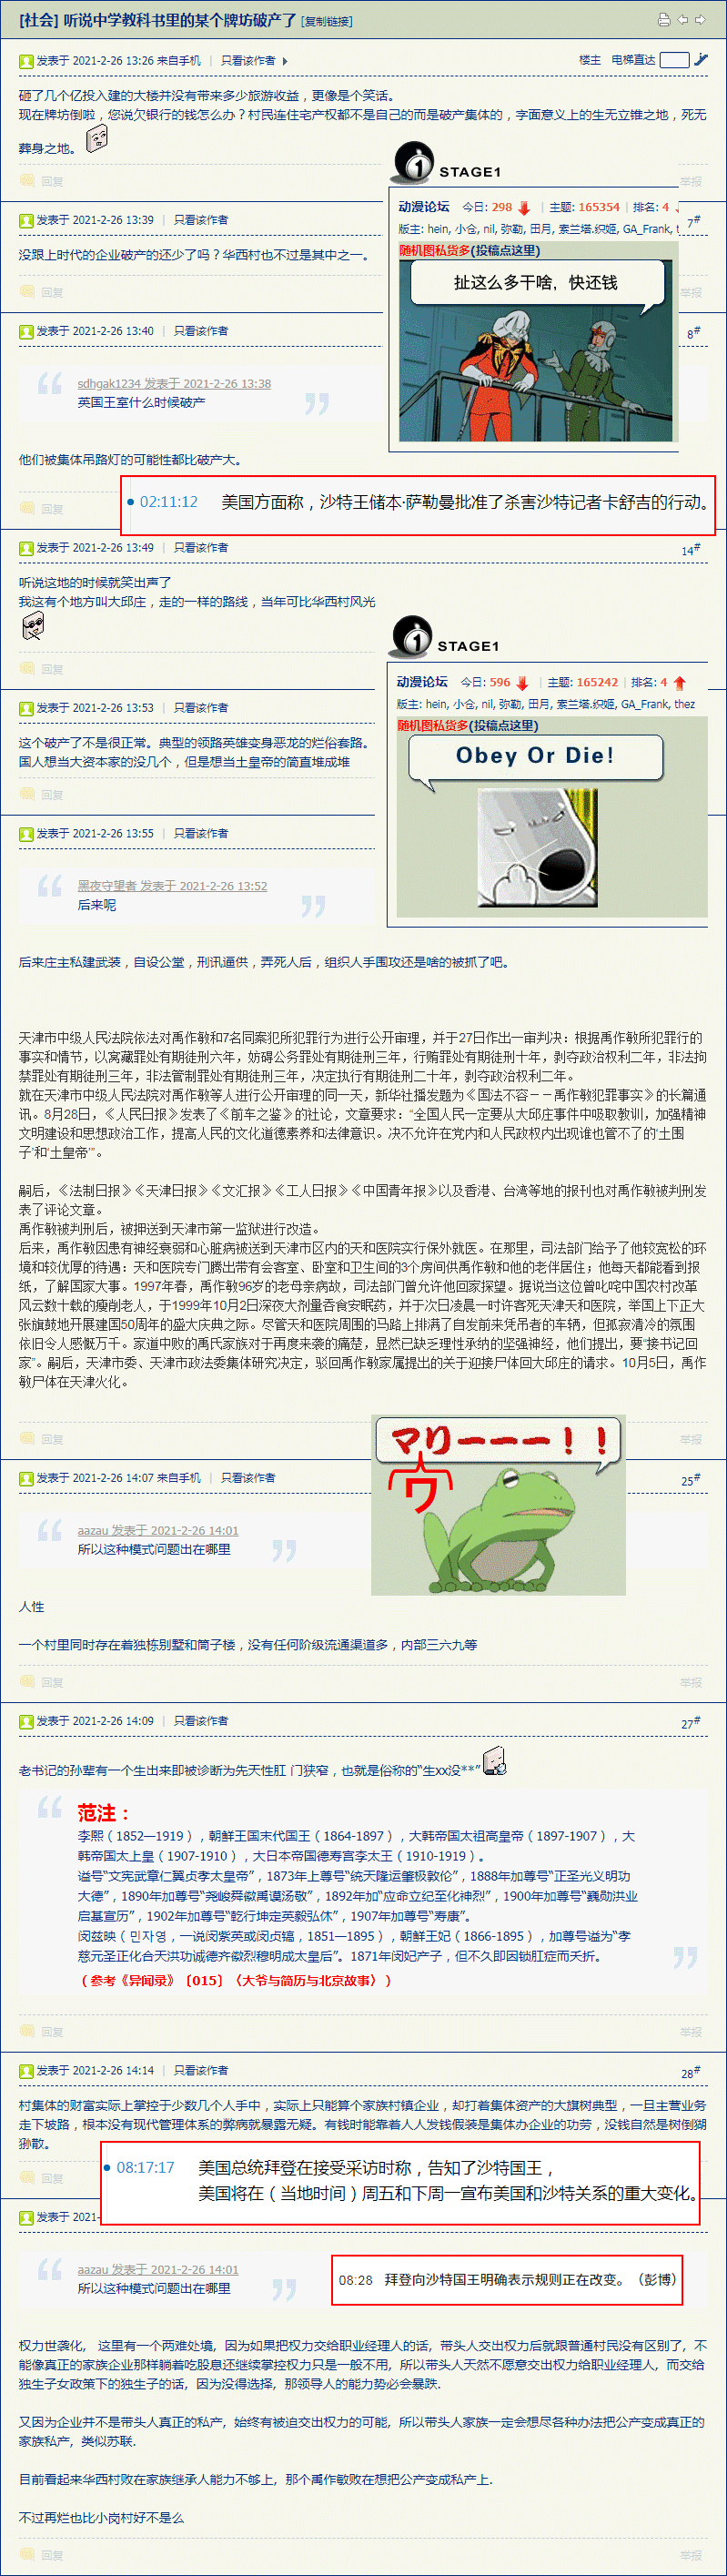 [社会] 听说中学教科书里的某个牌坊破产了 [复制链接]
发表于 2021-2-26 13:26 来自手机 | 只看该作者
楼主 电梯直达
砸了几个亿投入建的大楼并没有带来多少旅游收益，更像是个笑话。
现在牌坊倒啦，您说欠银行的钱怎么办？村民连住宅产权都不是自己的而是破产集体的，字面意义上的生无立锥之地，死无
葬身之地。
回复
举报
1 STAGE1
动漫论坛 今日: 298 | 主题: 165354 | 排名: 4
版主: hein, 小仓, nil, 弥勒, 田月, 索兰塔.织姬, GA_Frank, t
随机图私货多(投稿点这里)
扯这么多干啥，快还钱
发表于 2021-2-26 13:39 | 只看该作者
7#
没跟上时代的企业破产的还少了吗？华西村也不过是其中之一。
回复
举报
发表于 2021-2-26 13:40 | 只看该作者
8#
sdhgak1234 发表于 2021-2-26 13:38
英国王室什么时候破产
他们被集体吊路灯的可能性都比破产大。
回复
02:11:12 美国方面称，沙特王储本·萨勒曼批准了杀害沙特记者卡舒吉的行动。
发表于 2021-2-26 13:49 | 只看该作者
14#
听说这地的时候就笑出声了
我这有个地方叫大邱庄，走的一样的路线，当年可比华西村风光
回复
1 STAGE1
动漫论坛 今日: 596 | 主题: 165242 | 排名: 4
版主: hein, 小仓, nil, 弥勒, 田月, 索兰塔.织姬, GA_Frank, thez
随机图私货多(投稿点这里)
Obey Or Die!
发表于 2021-2-26 13:53 | 只看该作者
这个破产了不是很正常。典型的领路英雄变身恶龙的烂俗套路。
国人想当大资本家的没几个，但是想当土皇帝的简直堆成堆
回复
发表于 2021-2-26 13:55 | 只看该作者
黑夜守望者 发表于 2021-2-26 13:52
后来呢
后来庄主私建武装，自设公堂，刑讯逼供，弄死人后，组织人手围攻还是啥的被抓了吧。
天津市中级人民法院依法对禹作敏和7名同案犯所犯罪行为进行公开审理，并于27日作出一审判决：根据禹作敏所犯罪行的
事实和情节，以窝藏罪处有期徒刑六年，妨碍公务罪处有期徒刑三年，行贿罪处有期徒刑十年，剥夺政治权利二年，非法拘
禁罪处有期徒刑三年，非法管制罪处有期徒刑三年，决定执行有期徒刑二十年，剥夺政治权利二年。
就在天津市中级人民法院对禹作敏等人进行公开审理的同一天，新华社播发题为《国法不容－－禹作敏犯罪事实》的长篇通
讯。8月28日，《人民日报》发表了《前车之鉴》的社论，文章要求：“全国人民一定要从大邱庄事件中吸取教训，加强精神
文明建设和思想政治工作，提高人民的文化道德素养和法律意识。决不允许在党内和人民政权内出现谁也管不了的‘土围
子’和‘土皇帝’”。
嗣后，《法制日报》《天津日报》《文汇报》《工人日报》《中国青年报》以及香港、台湾等地的报刊也对禹作敏被判刑发
表了评论文章。
禹作敏被判刑后，被押送到天津市第一监狱进行改造。
后来，禹作敏因患有神经衰弱和心脏病被送到天津市区内的天和医院实行保外就医。在那里，司法部门给予了他较宽松的环
境和较优厚的待遇：天和医院专门腾出带有会客室、卧室和卫生间的3个房间供禹作敏和他的老伴居住；他每天都能看到报
纸，了解国家大事。1997年春，禹作敏96岁的老母亲病故，司法部门曾允许他回家探望。据说当这位曾叱咤中国农村改革
风云数十载的瘦削老人，于1999年10月2日深夜大剂量吞食安眠药，并于次日凌晨一时许客死天津天和医院，举国上下正大
张旗鼓地开展建国50周年的盛大庆典之际。尽管天和医院周围的马路上排满了自发前来凭吊者的车辆，但孤寂清冷的氛围
依旧令人感慨万千。家道中败的禹氏家族对于再度来袭的痛楚，显然已缺乏理性承纳的坚强神经，他们提出，要“接书记回
家”。嗣后，天津市委、天津市政法委集体研究决定，驳回禹作敏家属提出的关于迎接尸体回大邱庄的请求。10月5日，禹作
敏尸体在天津火化。
回复
举报
マリーーー！！
ワ
发表于 2021-2-26 14:07 来自手机 | 只看该作者
25#
aazau 发表于 2021-2-26 14:01
所以这种模式问题出在哪里
人性
一个村里同时存在着独栋别墅和筒子楼，没有任何阶级流通渠道多，内部三六九等
回复
举报
发表于 2021-2-26 14:09 | 只看该作者
27#
老书记的孙辈有一个生出来即被诊断为先天性肛 门狭窄，也就是俗称的“生xx没**”
范注：
李熙（1852—1919），朝鲜王国末代国王（1864-1897），大韩帝国太祖高皇帝（1897-1907），大
韩帝国太上皇（1907-1910），大日本帝国德寿宫李太王（1910-1919）。
谥号“文宪武章仁翼贞孝太皇帝”，1873年上尊号“统天隆运肇极敦伦”，1888年加尊号“正圣光义明功
大德”，1890年加尊号“尧峻舜徽禹谟汤敬”，1892年加“应命立纪至化神烈”，1900年加尊号“巍勋洪业
启基宣历”，1902年加尊号“乾行坤定英毅弘休”，1907年加尊号“寿康”。
闵兹映（민자영，一说闵紫英或闵贞镐，1851—1895），朝鲜王妃（1866-1895），加尊号谥为“孝
慈元圣正化合天洪功诚德齐徽烈穆明成太皇后”。1871年闵妃产子，但不久即因锁肛症而夭折。
（参考《异闻录》〔015〕〈大爷与简历与北京故事〉）
回复
举报
发表于 2021-2-26 14:14 | 只看该作者
28#
村集体的财富实际上掌控于少数几个人手中，实际上只能算个家族村镇企业，却打着集体资产的大旗树典型，一旦主营业务
走下坡路，根本没有现代管理体系的弊病就暴露无疑。有钱时能靠着人人发钱假装是集体办企业的功劳，没钱自然是树倒猢
狲散。
回复
08:17:17 美国总统拜登在接受采访时称，告知了沙特国王，
美国将在（当地时间）周五和下周一宣布美国和沙特关系的重大变化。
发表于 2021-
aazau 发表于 2021-2-26 14:01
所以这种模式问题出在哪里
08:28 拜登向沙特国王明确表示规则正在改变。（彭博）
权力世袭化， 这里有一个两难处境，因为如果把权力交给职业经理人的话，带头人交出权力后就跟普通村民没有区别了，不
能像真正的家族企业那样躺着吃股息还继续掌控权力只是一般不用，所以带头人天然不愿意交出权力给职业经理人，而交给
独生子女政策下的独生子的话，因为没得选择，那领导人的能力势必会暴跌.
又因为企业并不是带头人真正的私产，始终有被迫交出权力的可能，所以带头人家族一定会想尽各种办法把公产变成真正的
家族私产，类似苏联.
目前看起来华西村败在家族继承人能力不够上，那个禹作敏败在想把公产变成私产上.
不过再烂也比小岗村好不是么
回复
举报